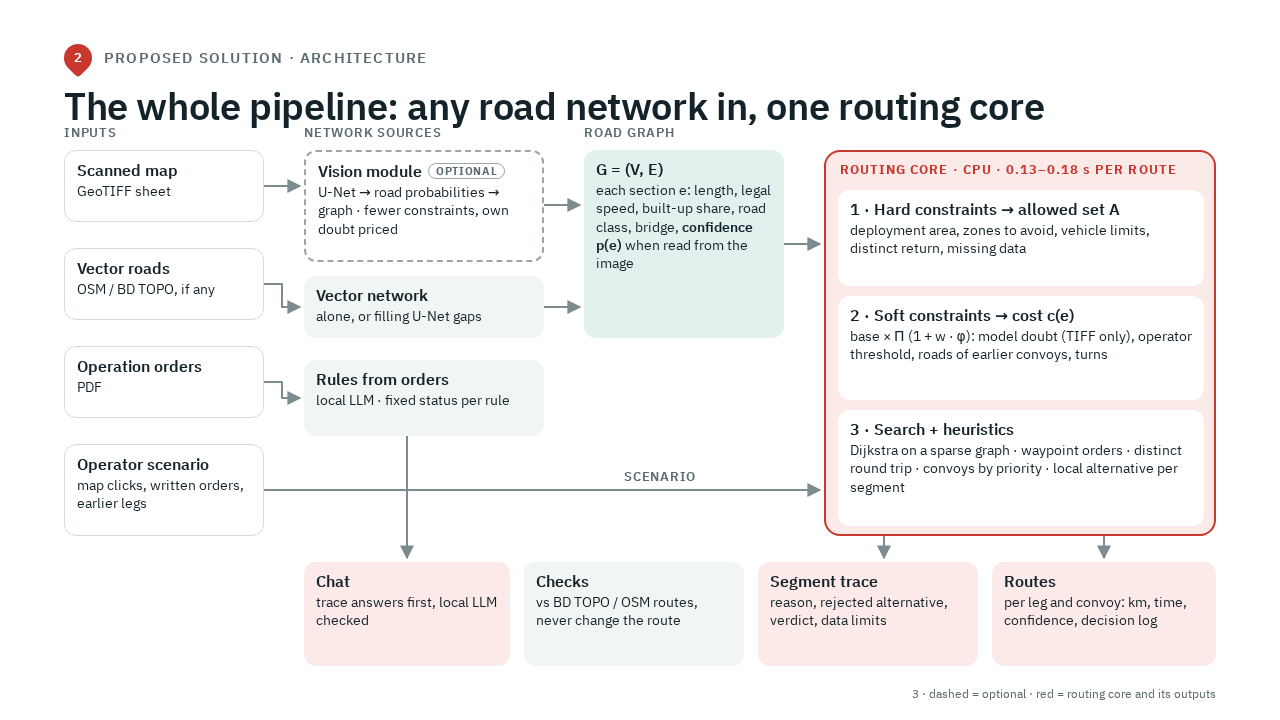 2
PROPOSED SOLUTION · ARCHITECTURE
The whole pipeline: any road network in, one routing core
INPUTS
Scanned map
GeoTIFF sheet
Vector roads
OSM / BD TOPO, if any
Operation orders
PDF
Operator scenario
map clicks, written orders,
earlier legs
NETWORK SOURCES
Vision module OPTIONAL
U-Net → road probabilities →
graph · fewer constraints, own
doubt priced
Vector network
alone, or filling U-Net gaps
Rules from orders
local LLM · fixed status per rule
ROAD GRAPH
G = (V, E)
each section e: length, legal
speed, built-up share, road
class, bridge, confidence
p(e) when read from the
image
SCENARIO
ROUTING CORE · CPU · 0.13–0.18 s PER ROUTE
1 · Hard constraints → allowed set A
deployment area, zones to avoid, vehicle limits,
distinct return, missing data
2 · Soft constraints → cost c(e)
base × Π (1 + w · φ): model doubt (TIFF only), operator
threshold, roads of earlier convoys, turns
3 · Search + heuristics
Dijkstra on a sparse graph · waypoint orders · distinct
round trip · convoys by priority · local alternative per
segment
Chat
trace answers first, local LLM
checked
Checks
vs BD TOPO / OSM routes,
never change the route
Segment trace
reason, rejected alternative,
verdict, data limits
Routes
per leg and convoy: km, time,
confidence, decision log
3 · dashed = optional · red = routing core and its outputs